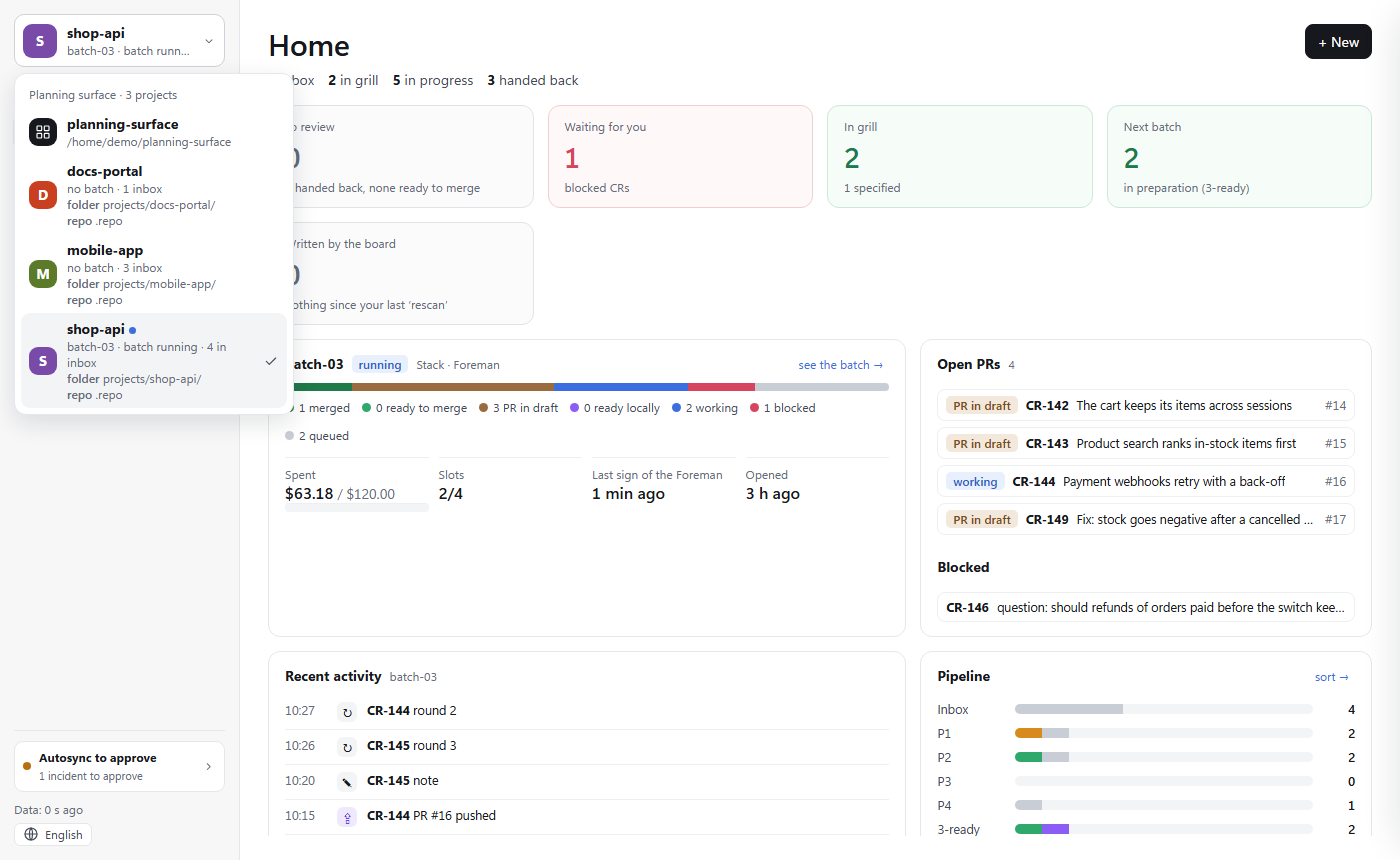 S
shop-api
batch-03 · batch runn...
Planning surface · 3 projects
planning-surface
/home/demo/planning-surface
D
docs-portal
no batch · 1 inbox
folder projects/docs-portal/
repo .repo
M
mobile-app
no batch · 3 inbox
folder projects/mobile-app/
repo .repo
S
shop-api
batch-03 · batch running · 4 in
inbox
folder projects/shop-api/
repo .repo
Autosync to approve
1 incident to approve
Data: 0 s ago
English
Home
+ New
box 2 in grill 5 in progress 3 handed back
review
handed back, none ready to merge
Waiting for you
1
blocked CRs
In grill
2
1 specified
Next batch
2
in preparation (3-ready)
ritten by the board
othing since your last ‘rescan’
atch-03 running Stack · Foreman see the batch →
1 merged 0 ready to merge 3 PR in draft 0 ready locally 2 working 1 blocked
2 queued
Spent
$63.18 / $120.00
Slots
2/4
Last sign of the Foreman
1 min ago
Opened
3 h ago
Open PRs 4
PR in draft CR-142 The cart keeps its items across sessions #14
PR in draft CR-143 Product search ranks in-stock items first #15
working CR-144 Payment webhooks retry with a back-off #16
PR in draft CR-149 Fix: stock goes negative after a cancelled ... #17
Blocked
CR-146 question: should refunds of orders paid before the switch kee...
Recent activity batch-03
10:27 CR-144 round 2
10:26 CR-145 round 3
10:20 CR-145 note
10:15 CR-144 PR #16 pushed
Pipeline sort →
Inbox 4
P1 2
P2 2
P3 0
P4 1
3-ready 2